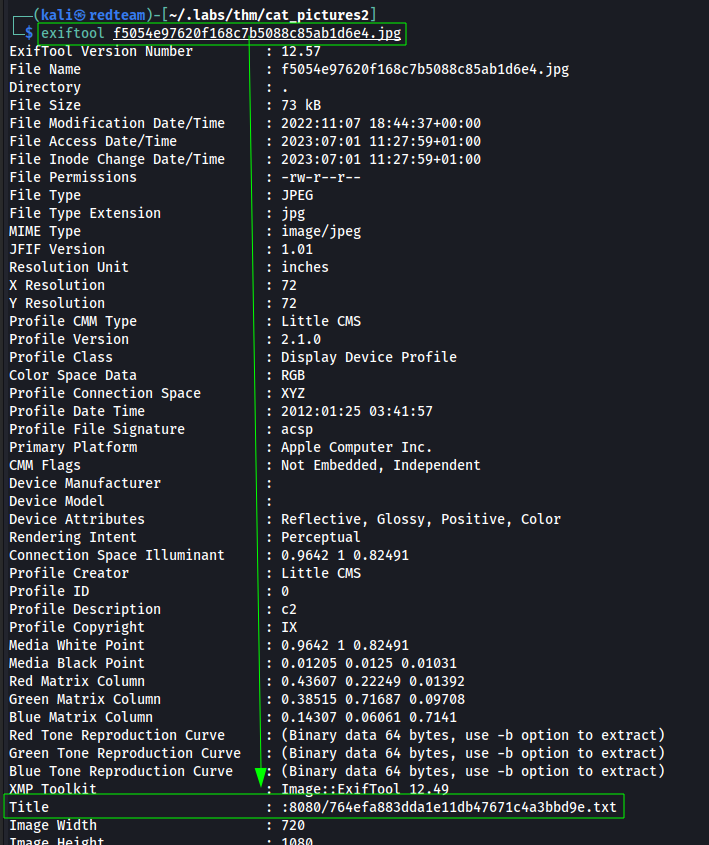 ┌──(kali㉿redteam)-[~/.labs/thm/cat_pictures2]
└─$ exiftool f5054e97620f168c7b5088c85ab1d6e4.jpg
ExifTool Version Number : 12.57
File Name : f5054e97620f168c7b5088c85ab1d6e4.jpg
Directory : .
File Size : 73 kB
File Modification Date/Time : 2022:11:07 18:44:37+00:00
File Access Date/Time : 2023:07:01 11:27:59+01:00
File Inode Change Date/Time : 2023:07:01 11:27:59+01:00
File Permissions : -rw-r--r--
File Type : JPEG
File Type Extension : jpg
MIME Type : image/jpeg
JFIF Version : 1.01
Resolution Unit : inches
X Resolution : 72
Y Resolution : 72
Profile CMM Type : Little CMS
Profile Version : 2.1.0
Profile Class : Display Device Profile
Color Space Data : RGB
Profile Connection Space : XYZ
Profile Date Time : 2012:01:25 03:41:57
Profile File Signature : acsp
Primary Platform : Apple Computer Inc.
CMM Flags : Not Embedded, Independent
Device Manufacturer :
Device Model :
Device Attributes : Reflective, Glossy, Positive, Color
Rendering Intent : Perceptual
Connection Space Illuminant : 0.9642 1 0.82491
Profile Creator : Little CMS
Profile ID : 0
Profile Description : c2
Profile Copyright : IX
Media White Point : 0.9642 1 0.82491
Media Black Point : 0.01205 0.0125 0.01031
Red Matrix Column : 0.43607 0.22249 0.01392
Green Matrix Column : 0.38515 0.71687 0.09708
Blue Matrix Column : 0.14307 0.06061 0.7141
Red Tone Reproduction Curve : (Binary data 64 bytes, use -b option to extract)
Green Tone Reproduction Curve : (Binary data 64 bytes, use -b option to extract)
Blue Tone Reproduction Curve : (Binary data 64 bytes, use -b option to extract)
XMP Toolkit : Image::ExifTool 12.49
Title : :8080/764efa883dda1e11db47671c4a3bbd9e.txt
Image Width : 720
Image Height : 1080